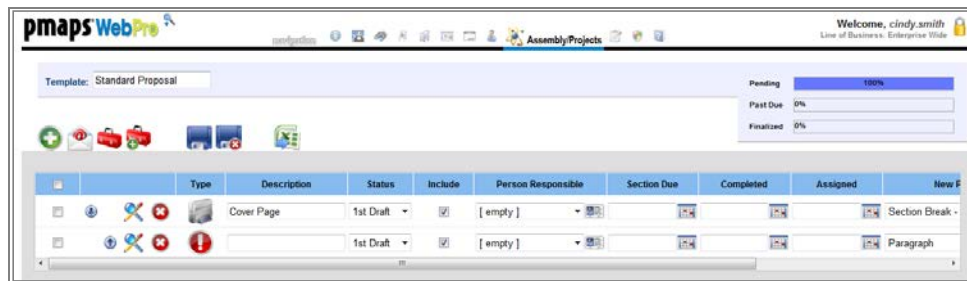 pmaps WebPro
navigation
Assembly/Projects
Welcome, cindy.smith
Line of Business: Enterprise Wide
Template: Standard Proposal
Pending 100%
Past Due 0%
Finalized 0%
Type Description Status Include Person Responsible Section Due Completed Assigned New P
Cover Page 1st Draft [ empty ] Section Break -
1st Draft [ empty ] Paragraph